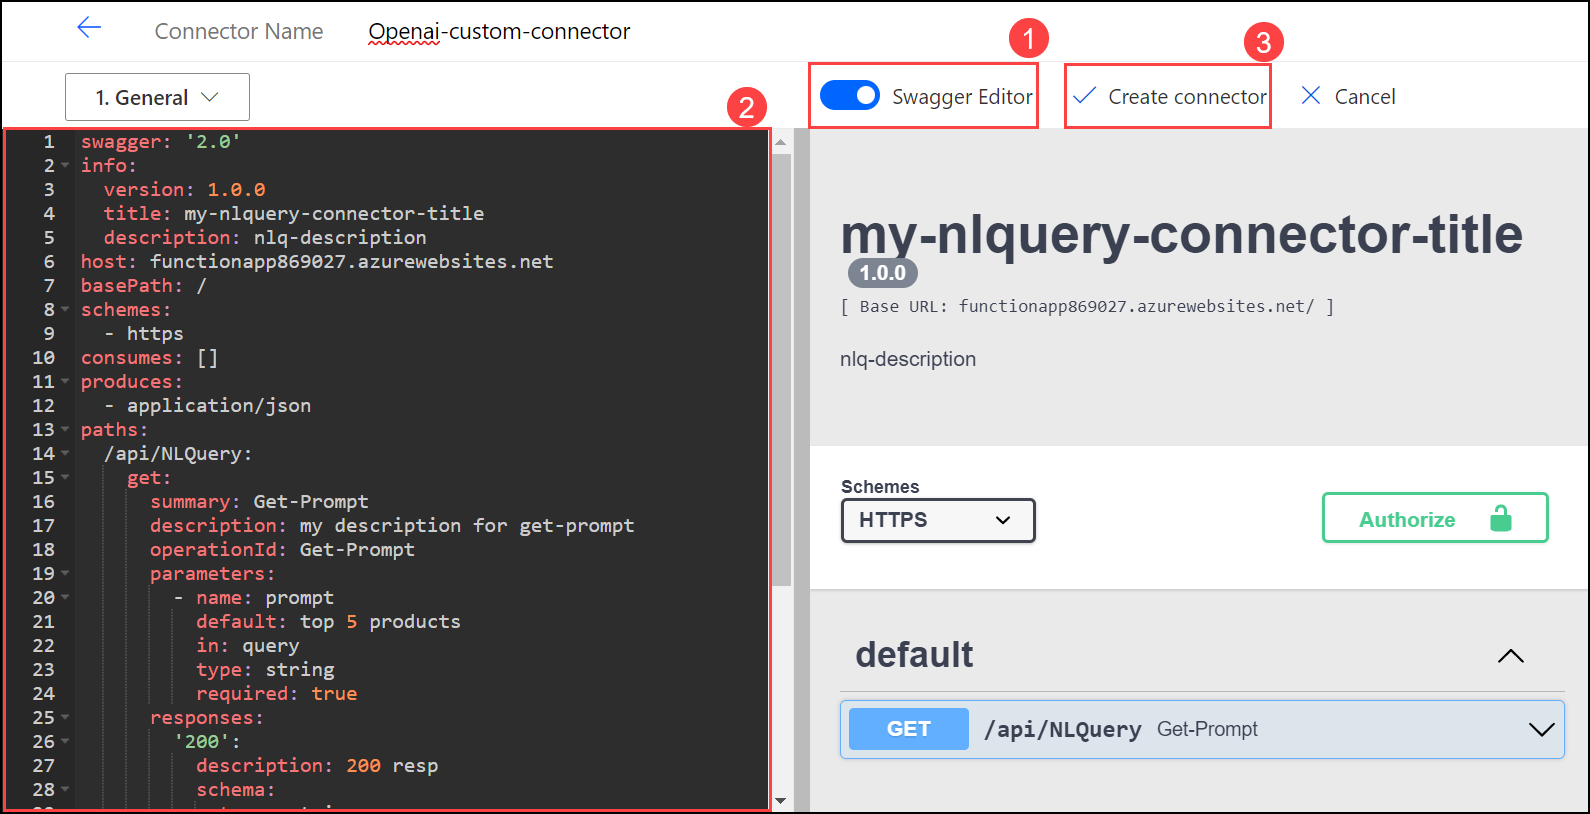 Connector Name Openai-custom-connector
1
3
1. General
2
Swagger Editor
Create connector
Cancel
1 swagger: '2.0'
2 info:
3 version: 1.0.0
4 title: my-nlquery-connector-title
5 description: nlq-description
6 host: functionapp869027.azurewebsites.net
7 basePath: /
8 schemes:
9 - https
10 consumes: []
11 produces:
12 - application/json
13 paths:
14 /api/NLQuery:
15 get:
16 summary: Get-Prompt
17 description: my description for get-prompt
18 operationId: Get-Prompt
19 parameters:
20 - name: prompt
21 default: top 5 products
22 in: query
23 type: string
24 required: true
25 responses:
26 '200':
27 description: 200 resp
28 schema:
my-nlquery-connector-title
1.0.0
[ Base URL: functionapp869027.azurewebsites.net/ ]
nlq-description
Schemes
HTTPS
Authorize
default
GET /api/NLQuery Get-Prompt